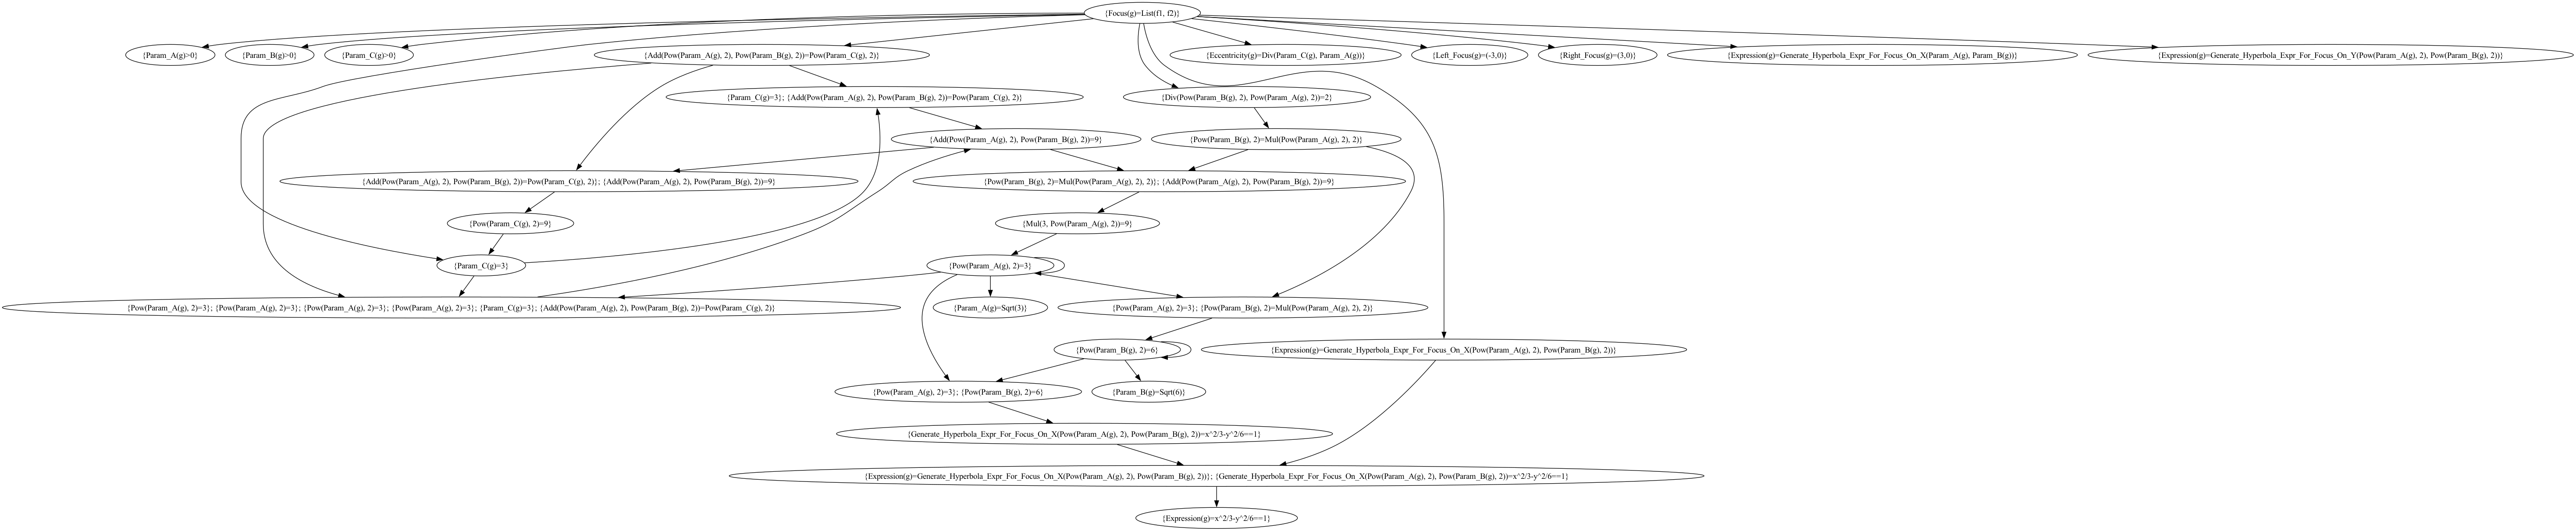 {Focus(g)=List(f1, f2)}
{Param_A(g)>0}
{Param_B(g)>0}
{Param_C(g)>0}
{Add(Pow(Param_A(g), 2), Pow(Param_B(g), 2))=Pow(Param_C(g), 2)}
{Eccentricity(g)=Div(Param_C(g), Param_A(g))}
{Left_Focus(g)=(-3,0)}
{Right_Focus(g)=(3,0)}
{Expression(g)=Generate_Hyperbola_Expr_For_Focus_On_X(Param_A(g), Param_B(g))}
{Expression(g)=Generate_Hyperbola_Expr_For_Focus_On_Y(Pow(Param_A(g), 2), Pow(Param_B(g), 2))}
{Param_C(g)=3}; {Add(Pow(Param_A(g), 2), Pow(Param_B(g), 2))=Pow(Param_C(g), 2)}
{Div(Pow(Param_B(g), 2), Pow(Param_A(g), 2))=2}
{Add(Pow(Param_A(g), 2), Pow(Param_B(g), 2))=9}
{Pow(Param_B(g), 2)=Mul(Pow(Param_A(g), 2), 2)}
{Add(Pow(Param_A(g), 2), Pow(Param_B(g), 2))=Pow(Param_C(g), 2)}; {Add(Pow(Param_A(g), 2), Pow(Param_B(g), 2))=9}
{Pow(Param_B(g), 2)=Mul(Pow(Param_A(g), 2), 2)}; {Add(Pow(Param_A(g), 2), Pow(Param_B(g), 2))=9}
{Pow(Param_C(g), 2)=9}
{Mul(3, Pow(Param_A(g), 2))=9}
{Param_C(g)=3}
{Pow(Param_A(g), 2)=3}
{Pow(Param_A(g), 2)=3}; {Pow(Param_A(g), 2)=3}; {Pow(Param_A(g), 2)=3}; {Pow(Param_A(g), 2)=3}; {Param_C(g)=3}; {Add(Pow(Param_A(g), 2), Pow(Param_B(g), 2))=Pow(Param_C(g), 2)}
{Param_A(g)=Sqrt(3)}
{Pow(Param_A(g), 2)=3}; {Pow(Param_B(g), 2)=Mul(Pow(Param_A(g), 2), 2)}
{Pow(Param_B(g), 2)=6}
{Expression(g)=Generate_Hyperbola_Expr_For_Focus_On_X(Pow(Param_A(g), 2), Pow(Param_B(g), 2))}
{Pow(Param_A(g), 2)=3}; {Pow(Param_B(g), 2)=6}
{Param_B(g)=Sqrt(6)}
{Generate_Hyperbola_Expr_For_Focus_On_X(Pow(Param_A(g), 2), Pow(Param_B(g), 2))=x^2/3-y^2/6==1}
{Expression(g)=Generate_Hyperbola_Expr_For_Focus_On_X(Pow(Param_A(g), 2), Pow(Param_B(g), 2))}; {Generate_Hyperbola_Expr_For_Focus_On_X(Pow(Param_A(g), 2), Pow(Param_B(g), 2))=x^2/3-y^2/6==1}
{Expression(g)=x^2/3-y^2/6==1}